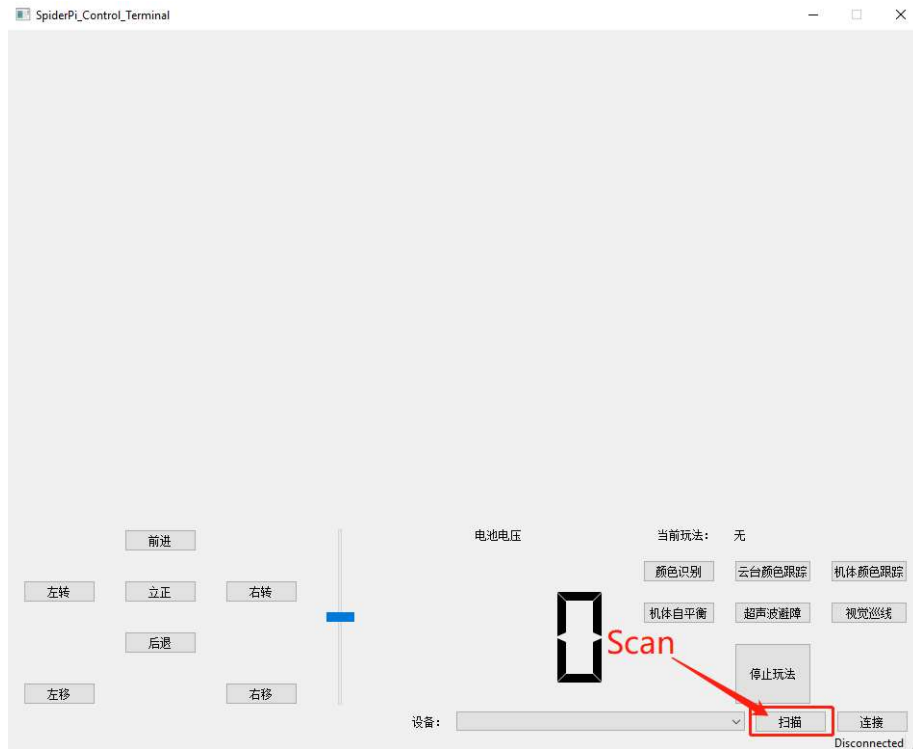 SpiderPi_Control_Terminal
前进
左转
立正
右转
后退
左移
右移
电池电压
0
当前玩法： 无
颜色识别
云台颜色跟踪
机体颜色跟踪
机体自平衡
超声波避障
视觉巡线
Scan
停止玩法
设备：
扫描
连接
Disconnected